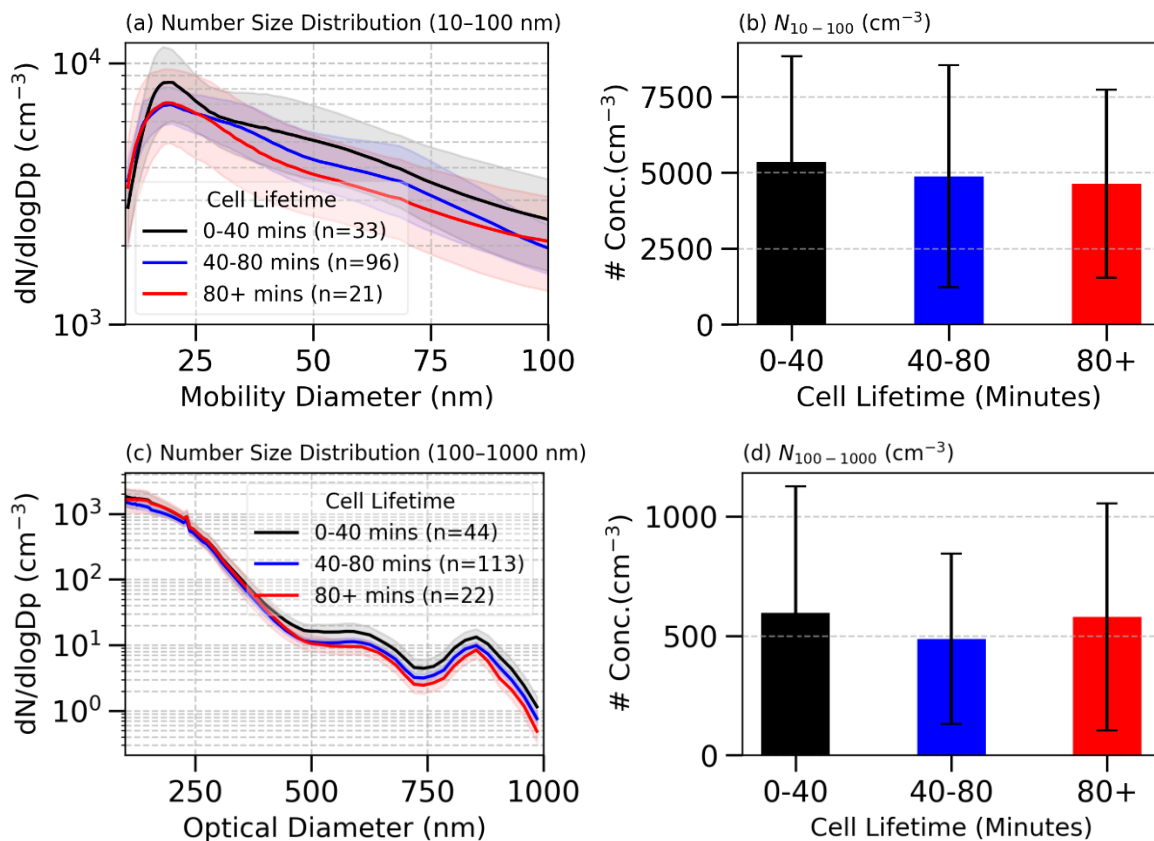 (a) Number Size Distribution (10–100 nm)
dN/dlogDp (cm⁻³)
10⁴
10³
Cell Lifetime
0-40 mins (n=33)
40-80 mins (n=96)
80+ mins (n=21)
25 50 75 100
Mobility Diameter (nm)
(b) N₁₀₋₁₀₀ (cm⁻³)
# Conc.(cm⁻³)
7500
5000
2500
0
0-40 40-80 80+
Cell Lifetime (Minutes)
(c) Number Size Distribution (100–1000 nm)
dN/dlogDp (cm⁻³)
10³
10²
10¹
10⁰
Cell Lifetime
0-40 mins (n=44)
40-80 mins (n=113)
80+ mins (n=22)
250 500 750 1000
Optical Diameter (nm)
(d) N₁₀₀₋₁₀₀₀ (cm⁻³)
# Conc.(cm⁻³)
1000
500
0
0-40 40-80 80+
Cell Lifetime (Minutes)